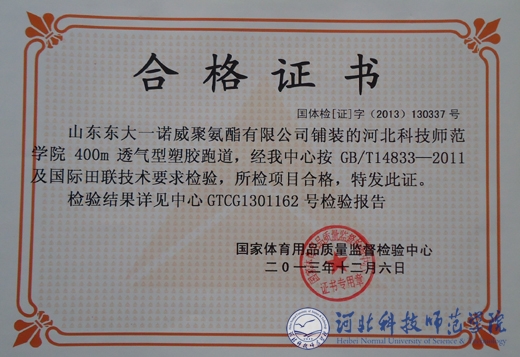 合格证书
国体检[证]字（2013）130337 号
山东东大一诺威聚氨酯有限公司铺装的河北科技师范
学院 400m 透气型塑胶跑道，经我中心按 GB/T14833—2011
及国际田联技术要求检验，所检项目合格，特发此证。
检验结果详见中心 GTCG1301162 号检验报告
国家体育用品质量监督检验中心
二〇一三年十二月六日
证书专用章
河北科技师范学院
Hebei Normal University of Science & Technology